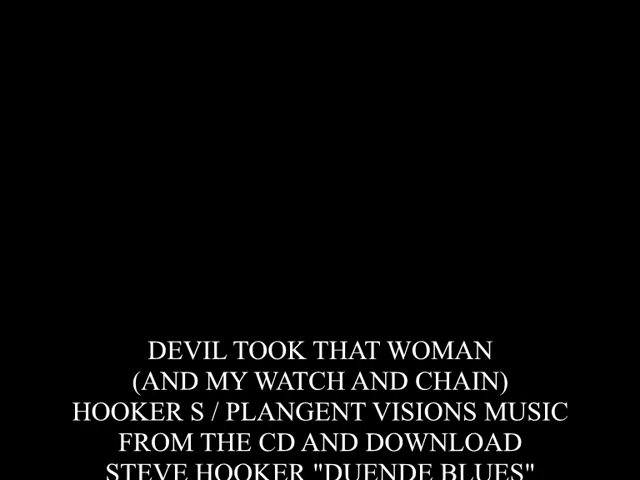 DEVIL TOOK THAT WOMAN
(AND MY WATCH AND CHAIN)
HOOKER S / PLANGENT VISIONS MUSIC
FROM THE CD AND DOWNLOAD
STEVE HOOKER "DUENDE BLUES"